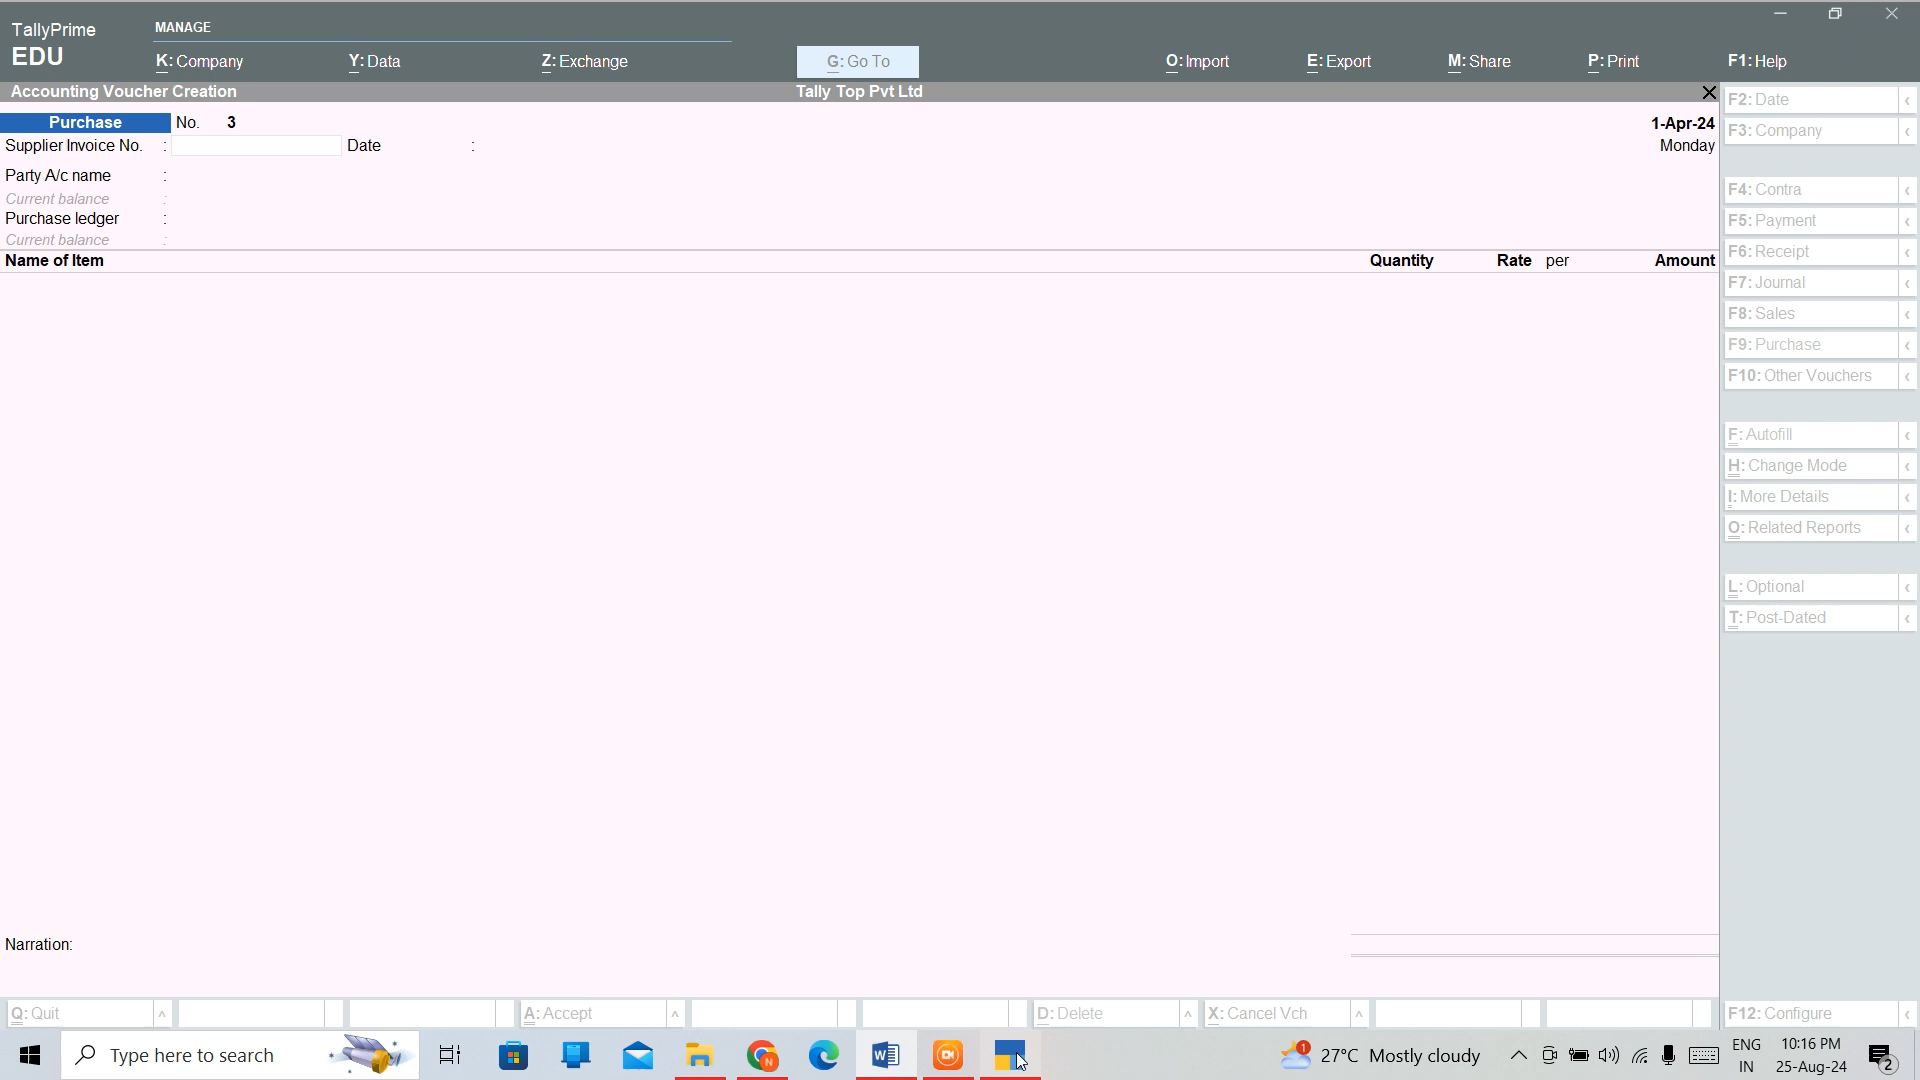 TallyPrime
EDU
MANAGE
K: Company Y: Data Z: Exchange G: Go To O: Import E: Export M: Share P: Print F1: Help
Accounting Voucher Creation Tally Top Pvt Ltd
Purchase No. 3 1-Apr-24
Supplier Invoice No. : Date : Monday
Party A/c name :
Current balance :
Purchase ledger :
Current balance :
Name of Item Quantity Rate per Amount
F2: Date
F3: Company
F4: Contra
F5: Payment
F6: Receipt
F7: Journal
F8: Sales
F9: Purchase
F10: Other Vouchers
F: Autofill
H: Change Mode
I: More Details
O: Related Reports
L: Optional
T: Post-Dated
Narration:
Q: Quit A: Accept D: Delete X: Cancel Vch F12: Configure
Type here to search 27°C Mostly cloudy ENG IN 10:16 PM 25-Aug-24 2